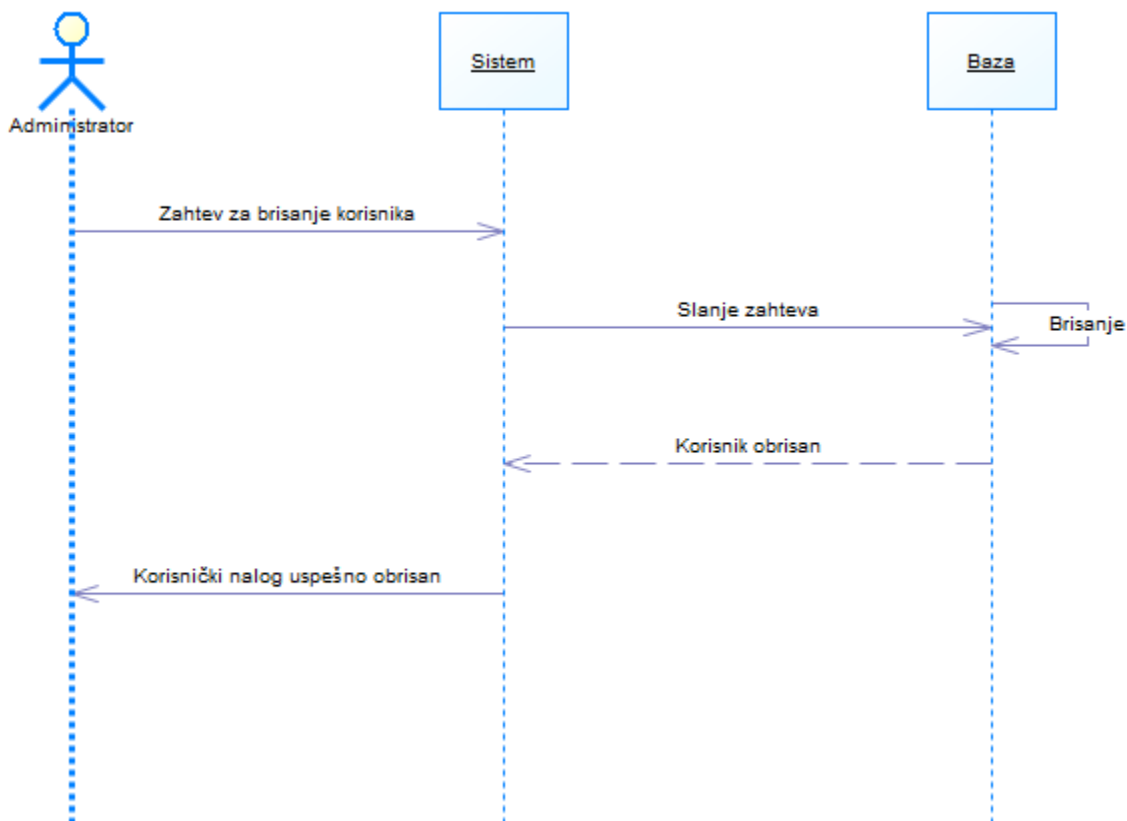 Sistem
Baza
Administrator
Zahtev za brisanje korisnika
Slanje zahteva
Brisanje
Korisnik obrisan
Korisnički nalog uspešno obrisan